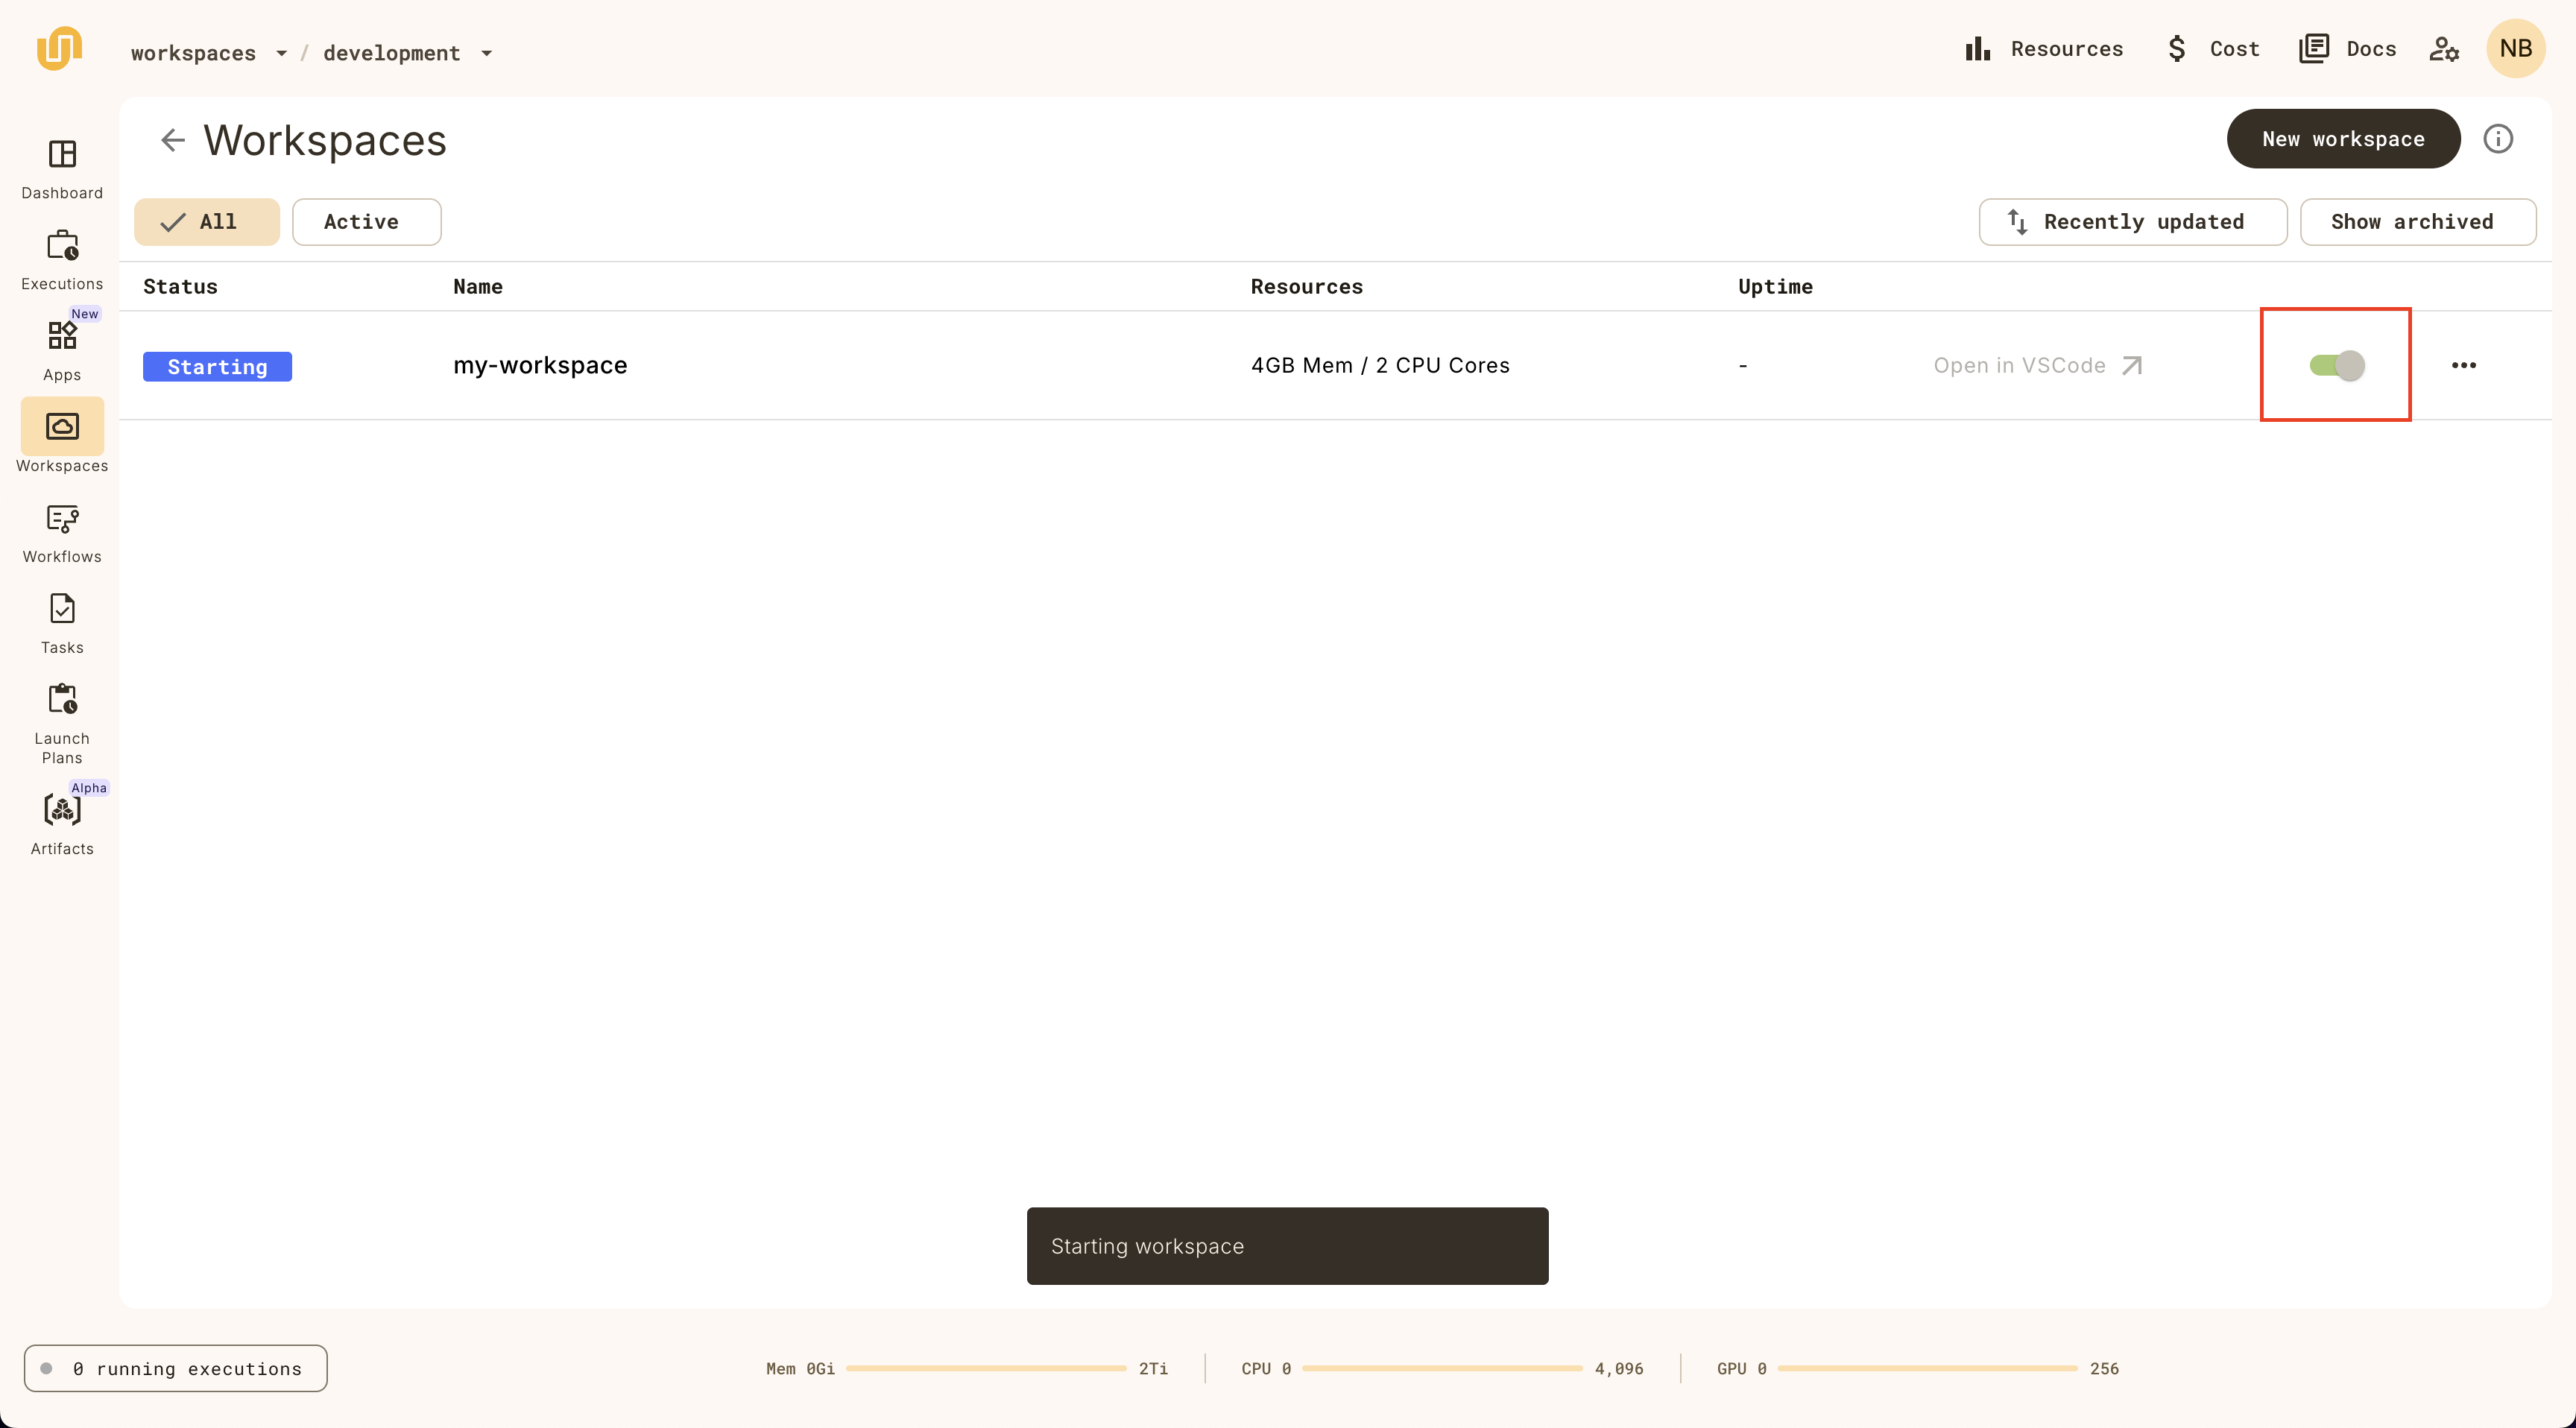 workspaces / development
Resources
Cost
Docs
NB
Dashboard
Executions
New
Apps
Workspaces
Workflows
Tasks
Launch
Plans
Alpha
Artifacts
Workspaces
New workspace
All
Active
Recently updated
Show archived
Status Name Resources Uptime
Starting my-workspace 4GB Mem / 2 CPU Cores - Open in VSCode
Starting workspace
0 running executions
Mem 0Gi 2Ti
CPU 0 4,096
GPU 0 256